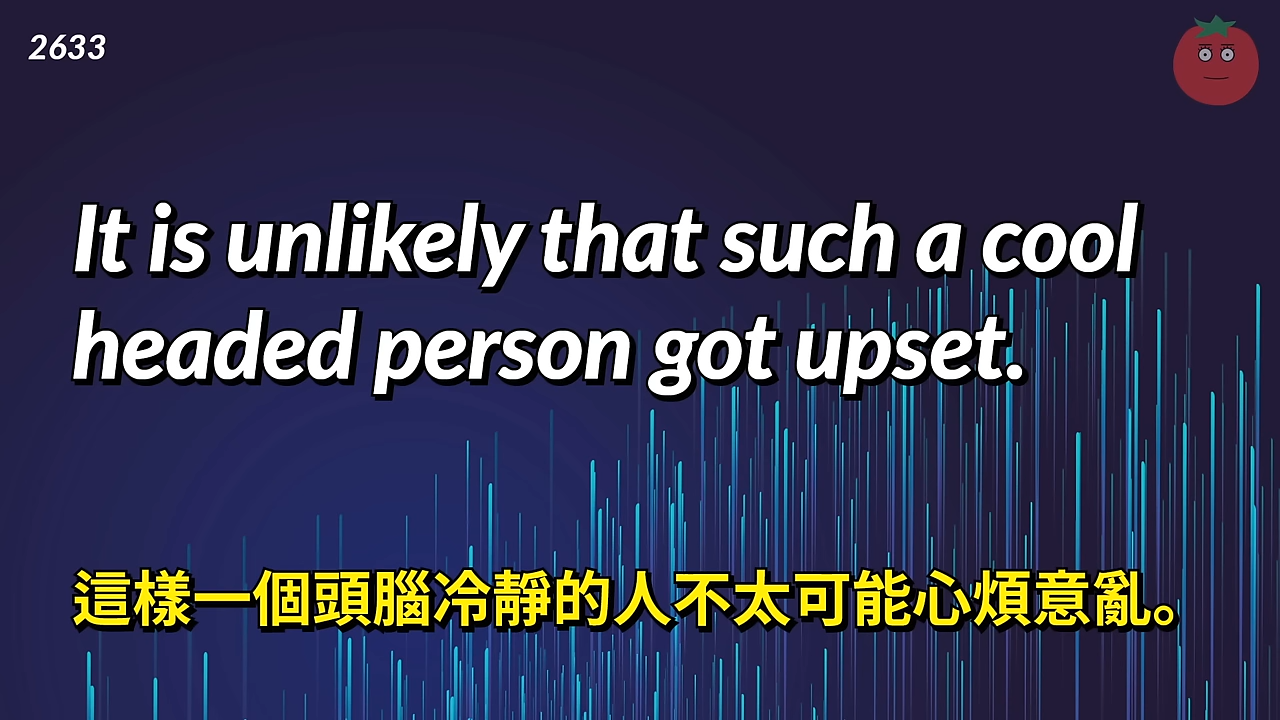 2633
It is unlikely that such a cool
headed person got upset.
這樣一個頭腦冷靜的人不太可能心煩意亂。